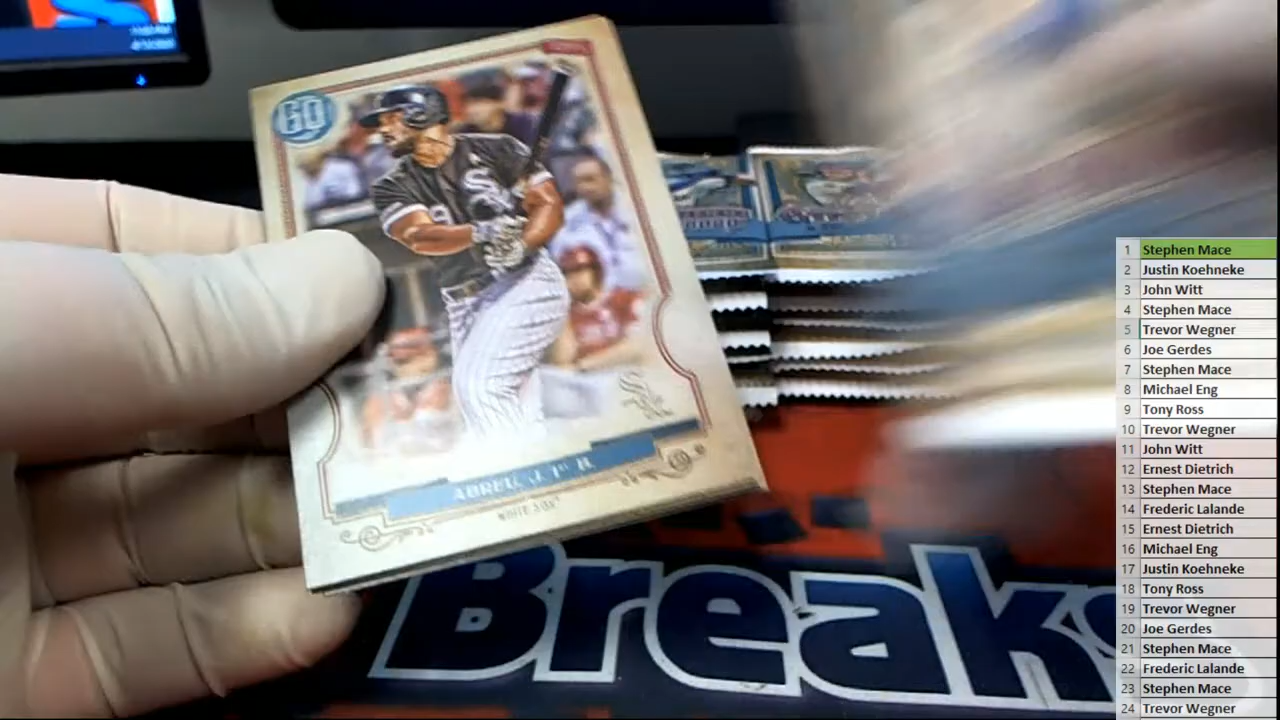 GQ
Sox
ABREU, J. 1st B.
WHITE SOX
Breaks
1 Stephen Mace
2 Justin Koehneke
3 John Witt
4 Stephen Mace
5 Trevor Wegner
6 Joe Gerdes
7 Stephen Mace
8 Michael Eng
9 Tony Ross
10 Trevor Wegner
11 John Witt
12 Ernest Dietrich
13 Stephen Mace
14 Frederic Lalande
15 Ernest Dietrich
16 Michael Eng
17 Justin Koehneke
18 Tony Ross
19 Trevor Wegner
20 Joe Gerdes
21 Stephen Mace
22 Frederic Lalande
23 Stephen Mace
24 Trevor Wegner